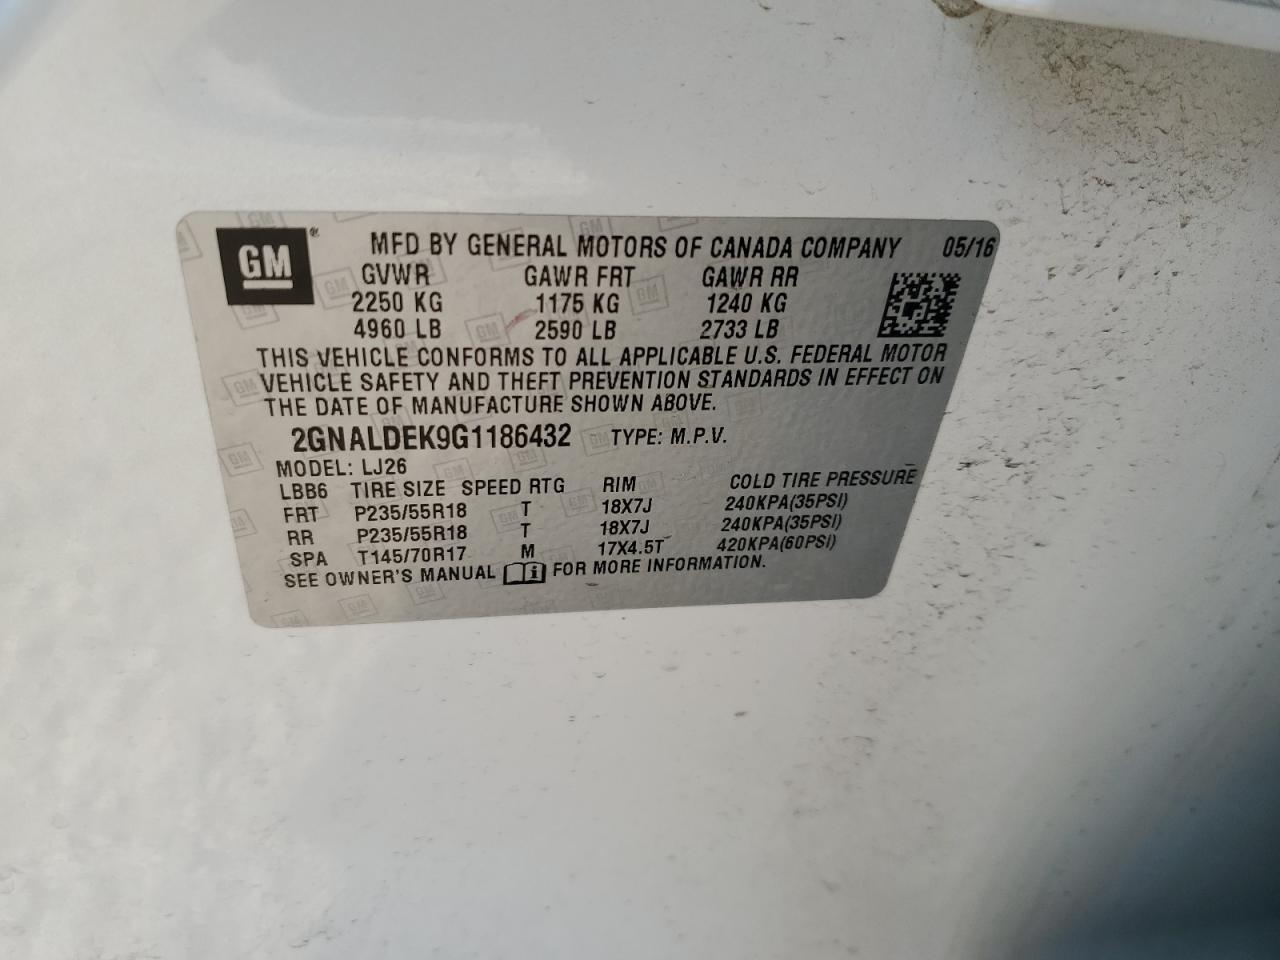 GM® MFD BY GENERAL MOTORS OF CANADA COMPANY 05/16
GVWR GAWR FRT GAWR RR
2250 KG 1175 KG 1240 KG
4960 LB 2590 LB 2733 LB
THIS VEHICLE CONFORMS TO ALL APPLICABLE U.S. FEDERAL MOTOR
VEHICLE SAFETY AND THEFT PREVENTION STANDARDS IN EFFECT ON
THE DATE OF MANUFACTURE SHOWN ABOVE.
2GNALDEK9G1186432 TYPE: M.P.V.
MODEL: LJ26
LBB6 TIRE SIZE SPEED RTG RIM COLD TIRE PRESSURE
FRT P235/55R18 T 18X7J 240KPA(35PSI)
RR P235/55R18 T 18X7J 240KPA(35PSI)
SPA T145/70R17 M 17X4.5T 420KPA(60PSI)
SEE OWNER'S MANUAL i FOR MORE INFORMATION.